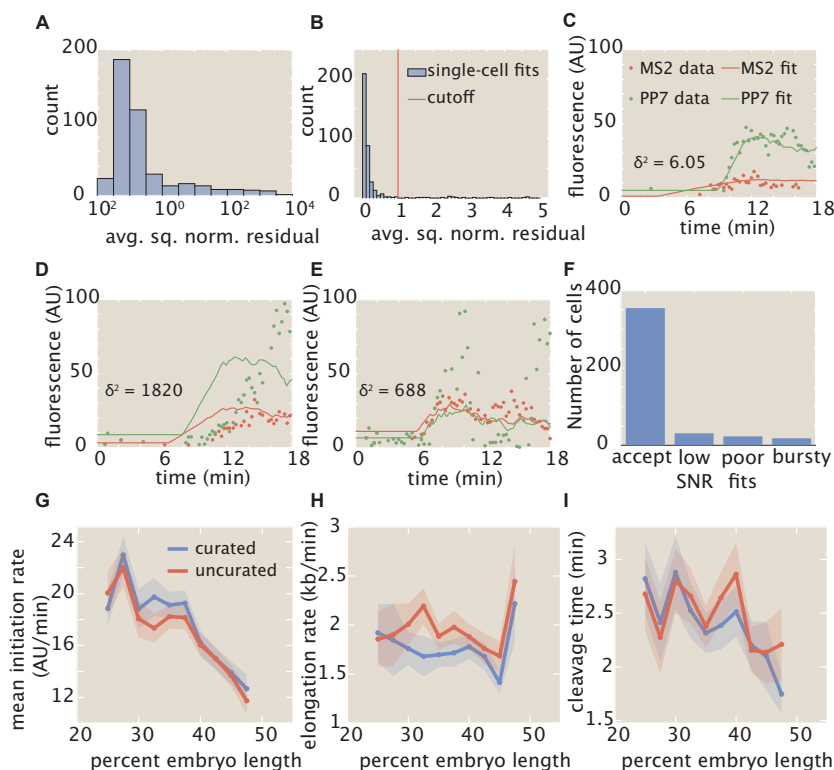 A
200
100
0
count
10² 10⁰ 10² 10⁴
avg. sq. norm. residual
B
200
100
0
count
single-cell fits
cutoff
0 1 2 3 4 5
avg. sq. norm. residual
C
100
50
0
fluorescence (AU)
MS2 data MS2 fit
PP7 data PP7 fit
δ² = 6.05
0 6 12 18
time (min)
D
100
50
0
fluorescence (AU)
δ² = 1820
0 6 12 18
time (min)
E
100
50
0
fluorescence (AU)
δ² = 688
0 6 12 18
time (min)
F
400
200
0
Number of cells
accept low poor bursty
SNR fits
G
24
20
16
12
mean initiation rate
(AU/min)
curated
uncurated
20 30 40 50
percent embryo length
H
3
2.5
2
1.5
1
elongation rate (kb/min)
20 30 40 50
percent embryo length
I
3
2.5
2
1.5
cleavage time (min)
20 30 40 50
percent embryo length